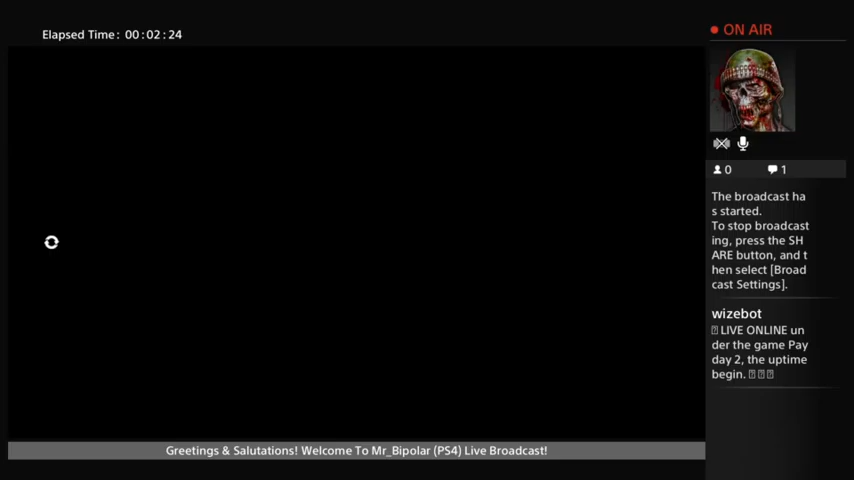 Elapsed Time: 00:02:24
ON AIR
0 1
The broadcast ha
s started.
To stop broadcast
ing, press the SH
ARE button, and t
hen select [Broad
cast Settings].
wizebot
LIVE ONLINE un
der the game Pay
day 2, the uptime
begin.
Greetings & Salutations! Welcome To Mr_Bipolar (PS4) Live Broadcast!